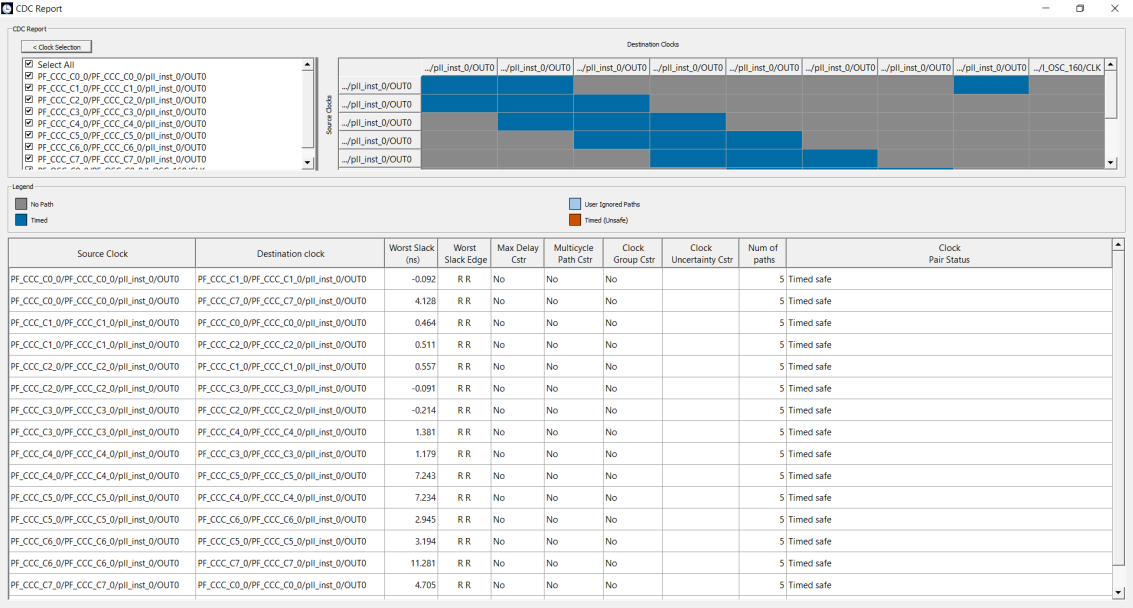 CDC Report
CDC Report
< Clock Selection
Destination Clocks
Select All
PF_CCC_C0_0/PF_CCC_C0_0/pll_inst_0/OUT0
PF_CCC_C1_0/PF_CCC_C1_0/pll_inst_0/OUT0
PF_CCC_C2_0/PF_CCC_C2_0/pll_inst_0/OUT0
PF_CCC_C3_0/PF_CCC_C3_0/pll_inst_0/OUT0
PF_CCC_C4_0/PF_CCC_C4_0/pll_inst_0/OUT0
PF_CCC_C5_0/PF_CCC_C5_0/pll_inst_0/OUT0
PF_CCC_C6_0/PF_CCC_C6_0/pll_inst_0/OUT0
PF_CCC_C7_0/PF_CCC_C7_0/pll_inst_0/OUT0
Source Clocks
.../pll_inst_0/OUT0 .../pll_inst_0/OUT0 .../pll_inst_0/OUT0 .../pll_inst_0/OUT0 .../pll_inst_0/OUT0 .../pll_inst_0/OUT0 .../pll_inst_0/OUT0 .../pll_inst_0/OUT0 .../I_OSC_160/CLK
.../pll_inst_0/OUT0
.../pll_inst_0/OUT0
.../pll_inst_0/OUT0
.../pll_inst_0/OUT0
.../pll_inst_0/OUT0
Legend
No Path User Ignored Paths
Timed Timed (Unsafe)
Source Clock Destination clock Worst Slack (ns) Worst Slack Edge Max Delay Cstr Multicycle Path Cstr Clock Group Cstr Clock Uncertainty Cstr Num of paths Clock Pair Status
PF_CCC_C0_0/PF_CCC_C0_0/pll_inst_0/OUT0 PF_CCC_C1_0/PF_CCC_C1_0/pll_inst_0/OUT0 -0.092 R R No No No 5 Timed safe
PF_CCC_C0_0/PF_CCC_C0_0/pll_inst_0/OUT0 PF_CCC_C7_0/PF_CCC_C7_0/pll_inst_0/OUT0 4.128 R R No No No 5 Timed safe
PF_CCC_C1_0/PF_CCC_C1_0/pll_inst_0/OUT0 PF_CCC_C0_0/PF_CCC_C0_0/pll_inst_0/OUT0 0.464 R R No No No 5 Timed safe
PF_CCC_C1_0/PF_CCC_C1_0/pll_inst_0/OUT0 PF_CCC_C2_0/PF_CCC_C2_0/pll_inst_0/OUT0 0.511 R R No No No 5 Timed safe
PF_CCC_C2_0/PF_CCC_C2_0/pll_inst_0/OUT0 PF_CCC_C1_0/PF_CCC_C1_0/pll_inst_0/OUT0 0.557 R R No No No 5 Timed safe
PF_CCC_C2_0/PF_CCC_C2_0/pll_inst_0/OUT0 PF_CCC_C3_0/PF_CCC_C3_0/pll_inst_0/OUT0 -0.091 R R No No No 5 Timed safe
PF_CCC_C3_0/PF_CCC_C3_0/pll_inst_0/OUT0 PF_CCC_C2_0/PF_CCC_C2_0/pll_inst_0/OUT0 -0.214 R R No No No 5 Timed safe
PF_CCC_C3_0/PF_CCC_C3_0/pll_inst_0/OUT0 PF_CCC_C4_0/PF_CCC_C4_0/pll_inst_0/OUT0 1.381 R R No No No 5 Timed safe
PF_CCC_C4_0/PF_CCC_C4_0/pll_inst_0/OUT0 PF_CCC_C3_0/PF_CCC_C3_0/pll_inst_0/OUT0 1.179 R R No No No 5 Timed safe
PF_CCC_C4_0/PF_CCC_C4_0/pll_inst_0/OUT0 PF_CCC_C5_0/PF_CCC_C5_0/pll_inst_0/OUT0 7.243 R R No No No 5 Timed safe
PF_CCC_C5_0/PF_CCC_C5_0/pll_inst_0/OUT0 PF_CCC_C4_0/PF_CCC_C4_0/pll_inst_0/OUT0 7.234 R R No No No 5 Timed safe
PF_CCC_C5_0/PF_CCC_C5_0/pll_inst_0/OUT0 PF_CCC_C6_0/PF_CCC_C6_0/pll_inst_0/OUT0 2.945 R R No No No 5 Timed safe
PF_CCC_C6_0/PF_CCC_C6_0/pll_inst_0/OUT0 PF_CCC_C5_0/PF_CCC_C5_0/pll_inst_0/OUT0 3.194 R R No No No 5 Timed safe
PF_CCC_C6_0/PF_CCC_C6_0/pll_inst_0/OUT0 PF_CCC_C7_0/PF_CCC_C7_0/pll_inst_0/OUT0 11.281 R R No No No 5 Timed safe
PF_CCC_C7_0/PF_CCC_C7_0/pll_inst_0/OUT0 PF_CCC_C0_0/PF_CCC_C0_0/pll_inst_0/OUT0 4.705 R R No No No 5 Timed safe